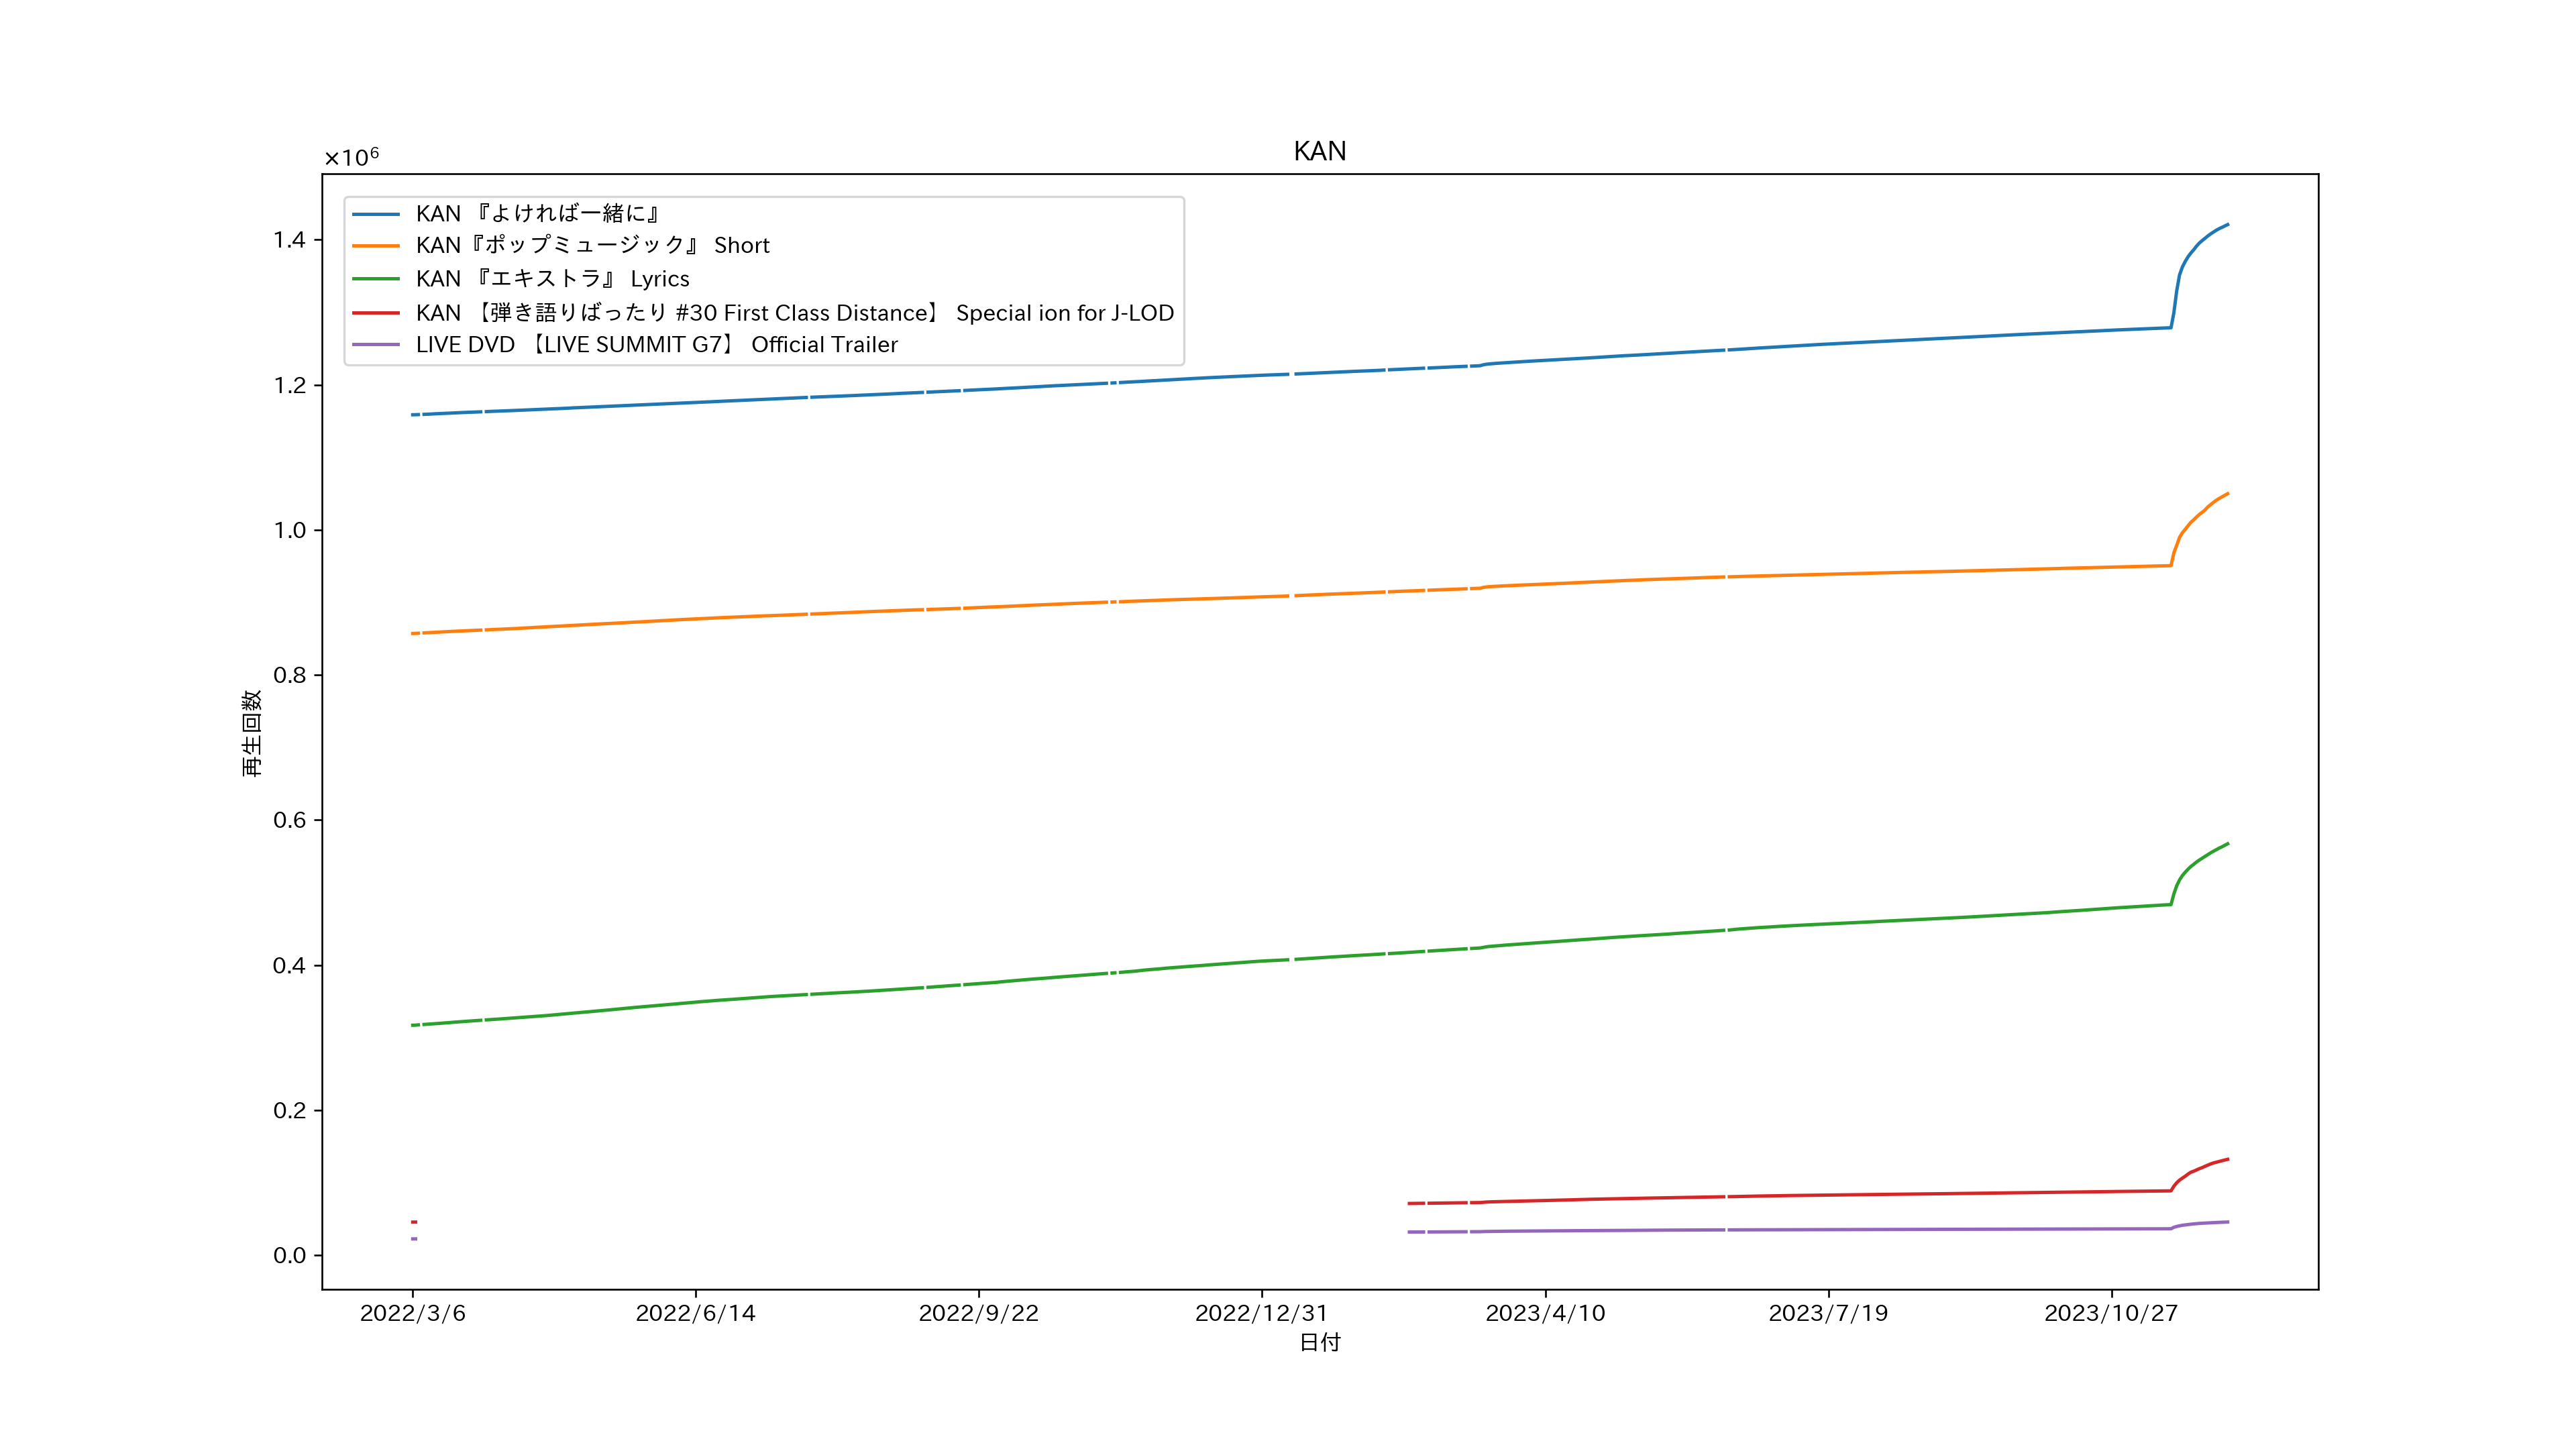 KAN
×10⁶
KAN 『よければ一緒に』
KAN『ポップミュージック』 Short
KAN 『エキストラ』 Lyrics
KAN 【弾き語りばったり #30 First Class Distance】 Special ion for J-LOD
LIVE DVD 【LIVE SUMMIT G7】 Official Trailer
1.4
1.2
1.0
0.8
0.6
0.4
0.2
0.0
再生回数
2022/3/6 2022/6/14 2022/9/22 2022/12/31 2023/4/10 2023/7/19 2023/10/27
日付